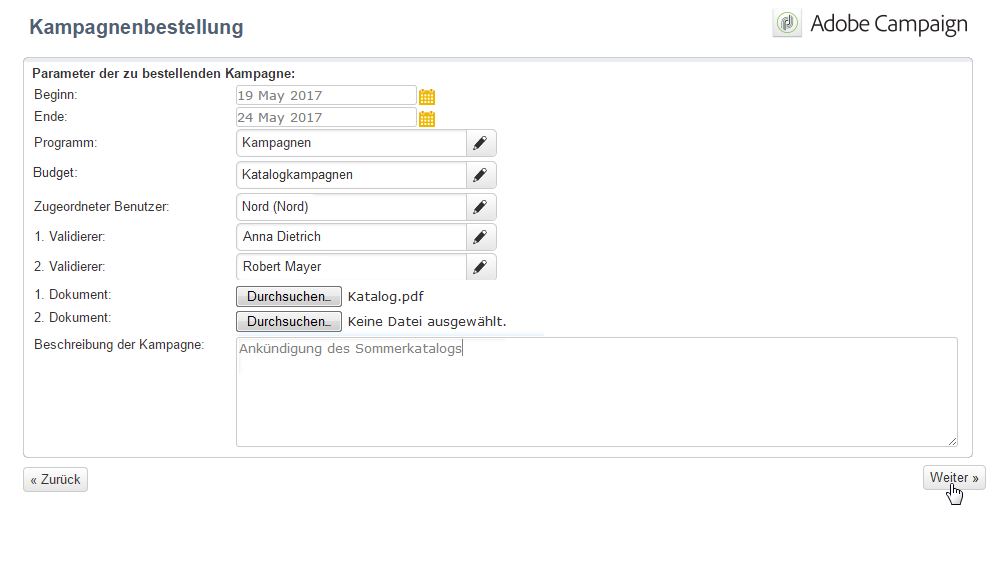 Kampagnenbestellung
Adobe Campaign
Parameter der zu bestellenden Kampagne:
Beginn: 19 May 2017
Ende: 24 May 2017
Programm: Kampagnen
Budget: Katalogkampagnen
Zugeordneter Benutzer: Nord (Nord)
1. Validierer: Anna Dietrich
2. Validierer: Robert Mayer
1. Dokument: Durchsuchen… Katalog.pdf
2. Dokument: Durchsuchen… Keine Datei ausgewählt.
Beschreibung der Kampagne: Ankündigung des Sommerkatalogs
« Zurück Weiter »